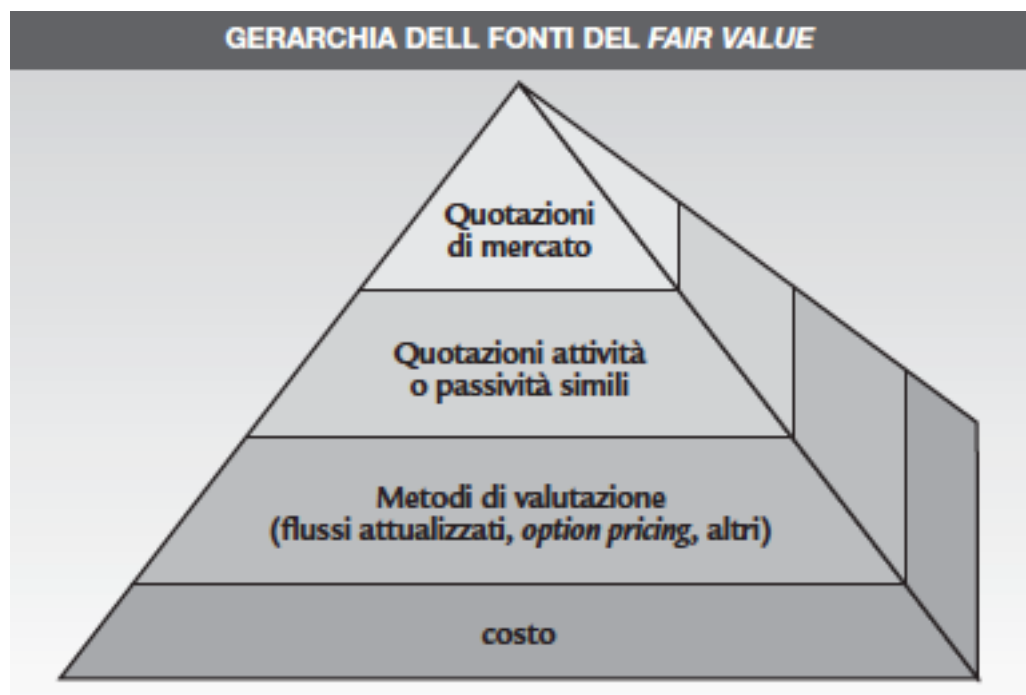 GERARCHIA DELL FONTI DEL FAIR VALUE
Quotazioni
di mercato
Quotazioni attività
o passività simili
Metodi di valutazione
(flussi attualizzati, option pricing, altri)
costo